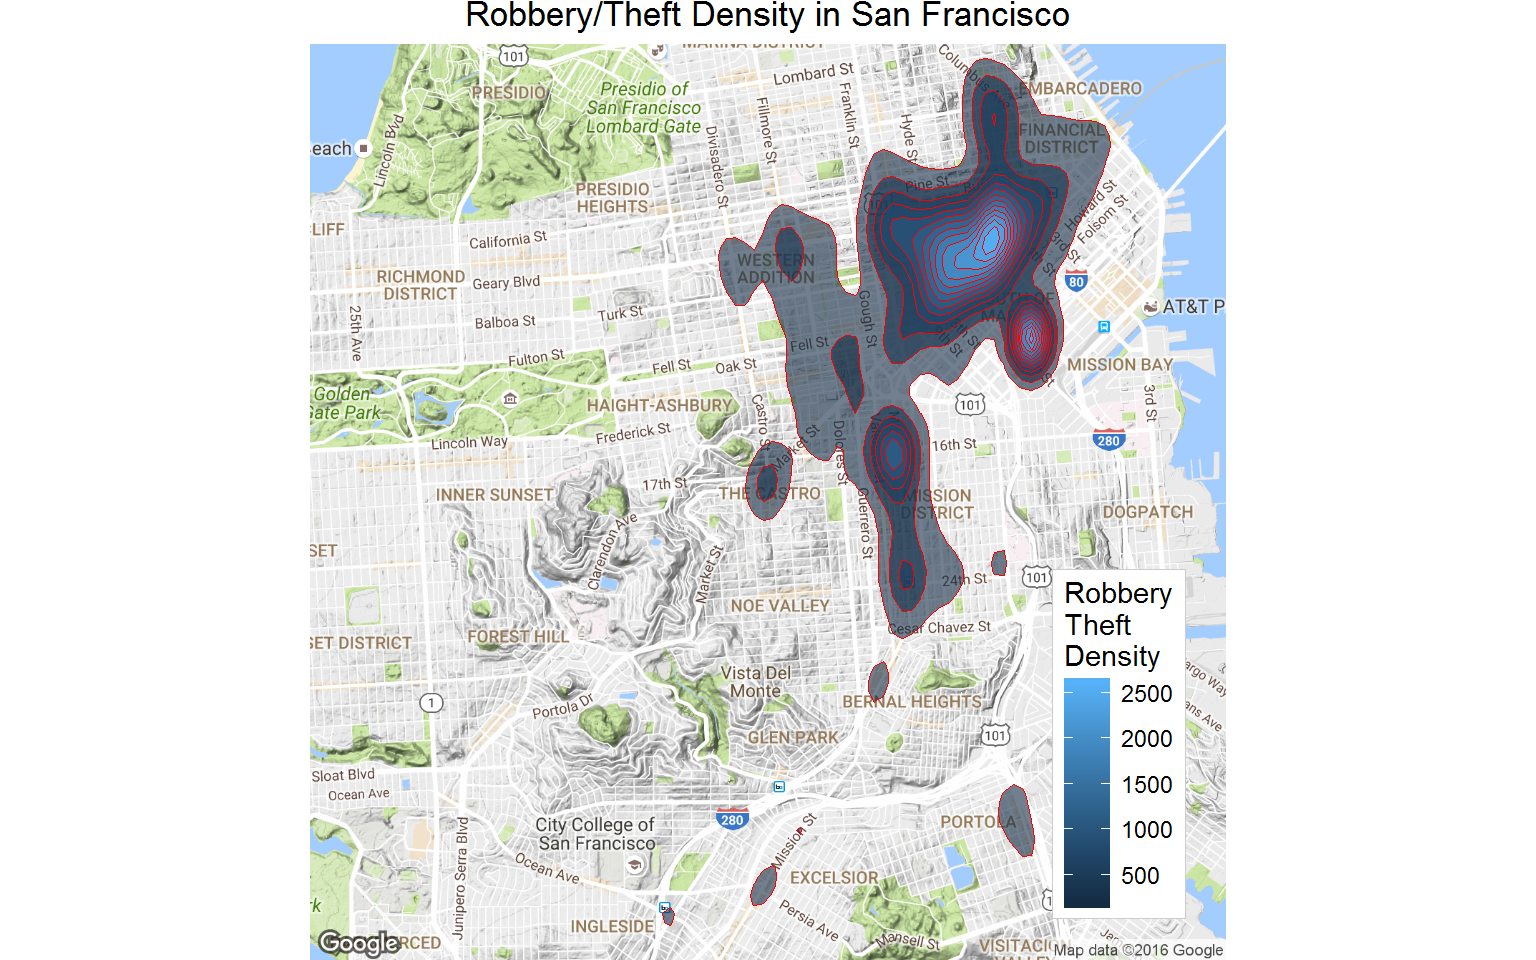 Robbery/Theft Density in San Francisco
MARINA DISTRICT
101
Lombard St
Columbus
EMBARCADERO
PRESIDIO
Presidio of
San Francisco
Lombard Gate
Fillmore St
Franklin St
Hyde St
Divisadero St
Lincoln Blvd
each
FINANCIAL
DISTRICT
PRESIDIO
HEIGHTS
Pine St
Howard St
Folsom St
3rd St
LIFF
California St
WESTERN
ADDITION
RICHMOND
DISTRICT
Geary Blvd
80
25th Ave
Balboa St
Turk St
Gough St
AT&T P
Fulton St
Fell St
Fell St
Oak St
MISSION BAY
Golden
Gate Park
HAIGHT-ASHBURY
Castro S
101
3rd St
Lincoln Way
Frederick St
Market St
Dolores St
16th St
280
INNER SUNSET
17th St
THE CASTRO
MISSION
DISTRICT
DOGPATCH
Guerrero St
SET
Clarendon Ave
Market St
24th St
101
NOE VALLEY
SET DISTRICT
FOREST HILL
Cesar Chavez St
Vista Del
Monte
1
Portola Dr
BERNAL HEIGHTS
GLEN PARK
101
Sloat Blvd
Ocean Ave
280
City College of
San Francisco
Mission St
PORTOLA
Junipero Serra Blvd
Ocean Ave
EXCELSIOR
Persia Ave
INGLESIDE
rk
ERCED
Mansell St
VISITACI
VALLEY
Robbery
Theft
Density
2500
2000
1500
1000
500
argo Way
ans Ave
Google
Map data ©2016 Google